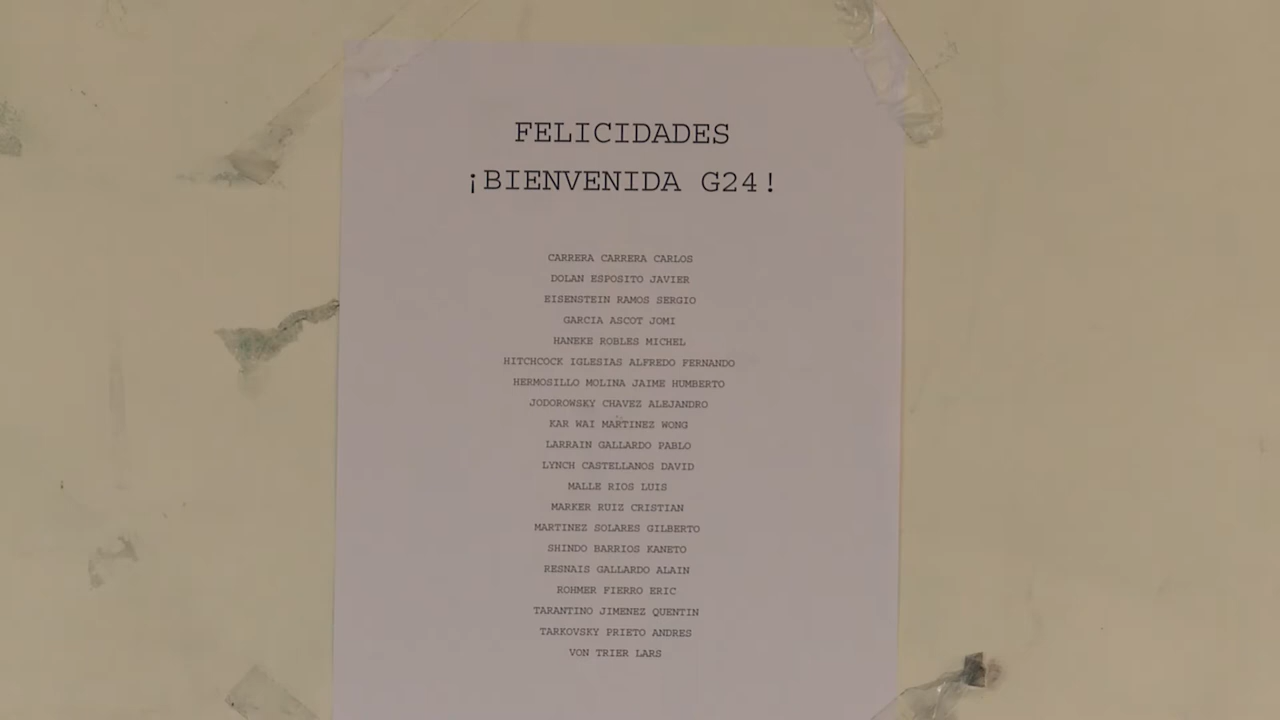 FELICIDADES
¡BIENVENIDA G24!
CARRERA CARRERA CARLOS
DOLAN ESPOSITO JAVIER
EISENSTEIN RAMOS SERGIO
GARCIA ASCOT JOMI
HANEKE ROBLES MICHEL
HITCHCOCK IGLESIAS ALFREDO FERNANDO
HERMOSILLO MOLINA JAIME HUMBERTO
JODOROWSKY CHAVEZ ALEJANDRO
KAR WAI MARTINEZ WONG
LARRAIN GALLARDO PABLO
LYNCH CASTELLANOS DAVID
MALLE RIOS LUIS
MARKER RUIZ CRISTIAN
MARTINEZ SOLARES GILBERTO
SHINDO BARRIOS KANETO
RESNAIS GALLARDO ALAIN
ROHMER FIERRO ERIC
TARANTINO JIMENEZ QUENTIN
TARKOVSKY PRIETO ANDRES
VON TRIER LARS